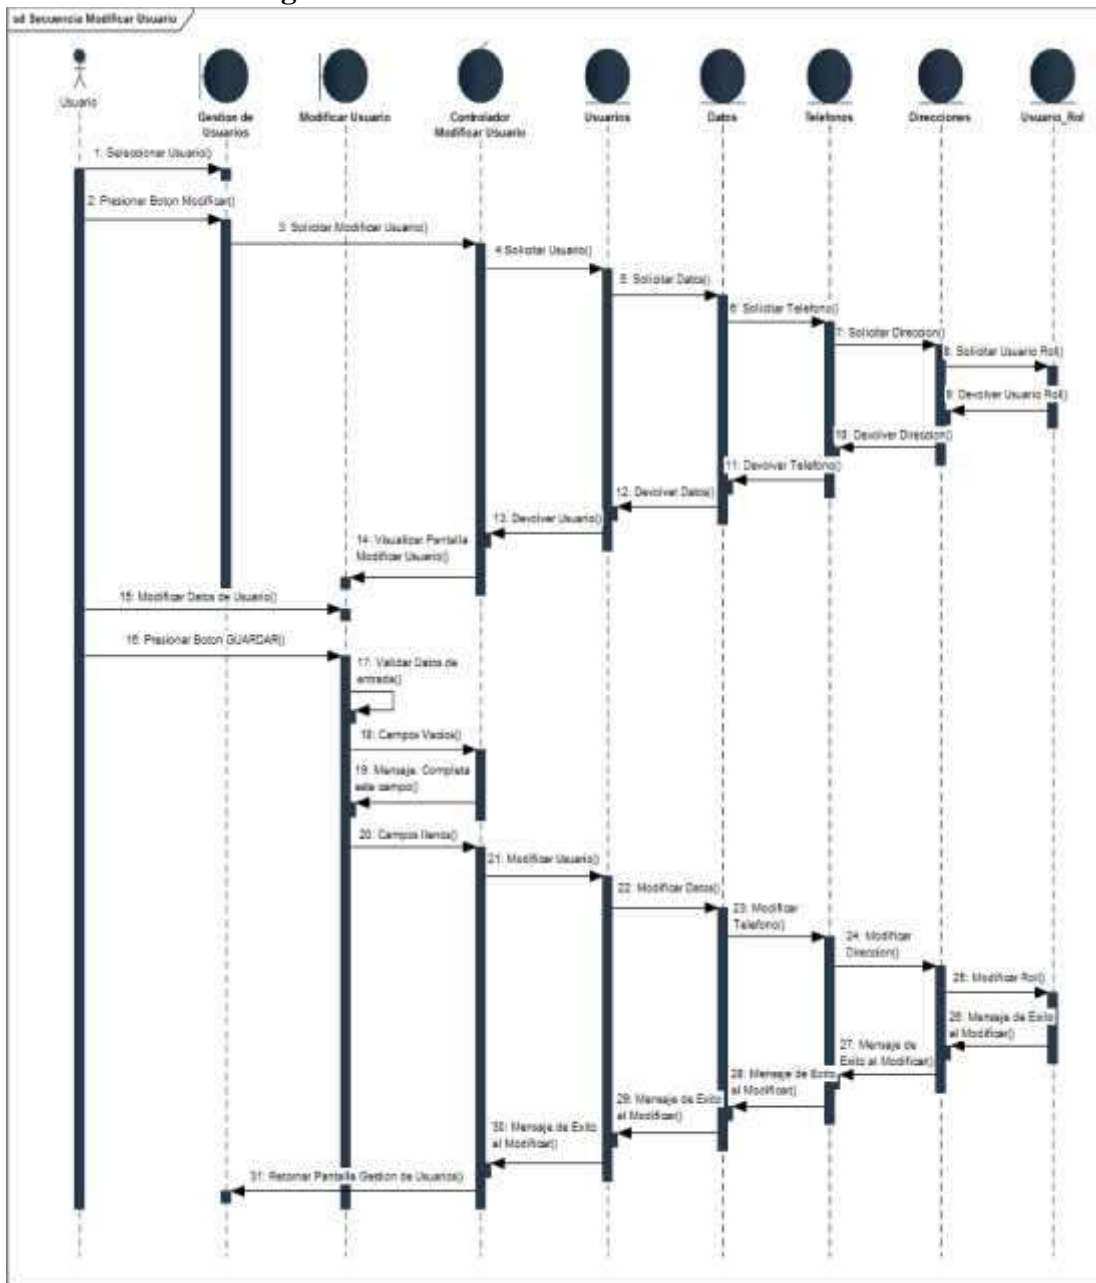 sd Secuencia Modificar Usuario
Usuario
Gestion de
Usuarios
Modificar Usuario
Controlador
Modificar Usuario
Usuarios
Datos
Telefonos
Direcciones
Usuario_Rol
1: Seleccionar Usuario()
2: Presionar Boton Modificar()
3: Solicitar Modificar Usuario()
4:Solicitar Usuario()
5: Solicitar Datos()
6: Solicitar Telefono()
7: Solicitar Direccion()
8: Solicitar Usuario Rol()
9: Devolver Usuario Rol()
10: Devolver Direccion()
11: Devolver Telefono()
12: Devolver Datos()
13: Devolver Usuario()
14: Visualizar Pantalla
Modificar Usuario()
15: Modificar Datos de Usuario()
16: Presionar Boton GUARDAR()
17: Validar Datos de
entrada()
18: Campos Vacios()
19: Mensaje: Completa
este campo()
20: Campos llenos()
21: Modificar Usuario()
22: Modificar Datos()
23: Modificar
Telefono()
24: Modificar
Direccion()
25: Modificar Rol()
26: Mensaje de Exito
al Modificar()
27: Mensaje de
Exito al Modificar()
28: Mensaje de Exito
al Modificar()
29: Mensaje de Exito
al Modificar()
30: Mensaje de Exito
al Modificar()
31: Retornar Pantalla Gestion de Usuarios()